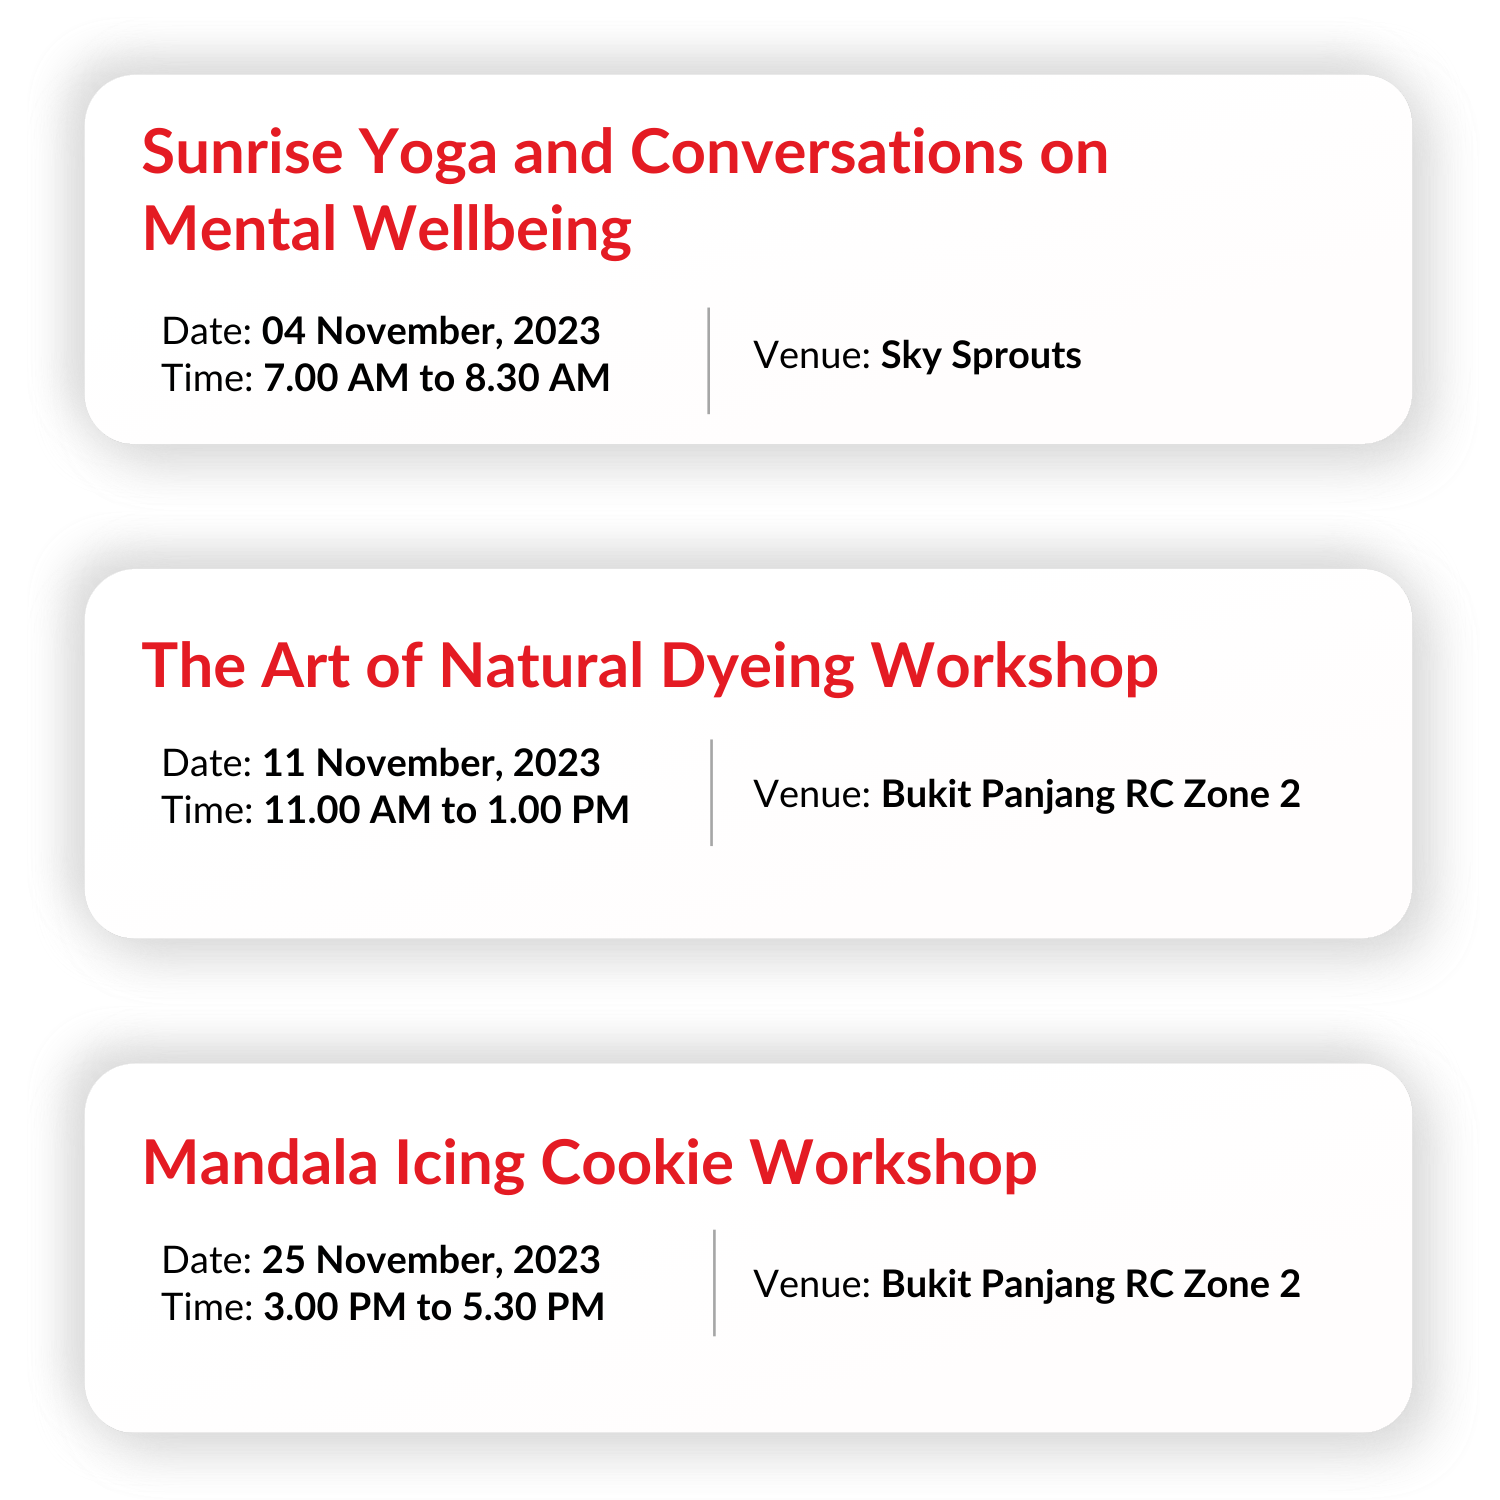 Sunrise Yoga and Conversations on
Mental Wellbeing
Date: 04 November, 2023
Time: 7.00 AM to 8.30 AM
Venue: Sky Sprouts
The Art of Natural Dyeing Workshop
Date: 11 November, 2023
Time: 11.00 AM to 1.00 PM
Venue: Bukit Panjang RC Zone 2
Mandala Icing Cookie Workshop
Date: 25 November, 2023
Time: 3.00 PM to 5.30 PM
Venue: Bukit Panjang RC Zone 2